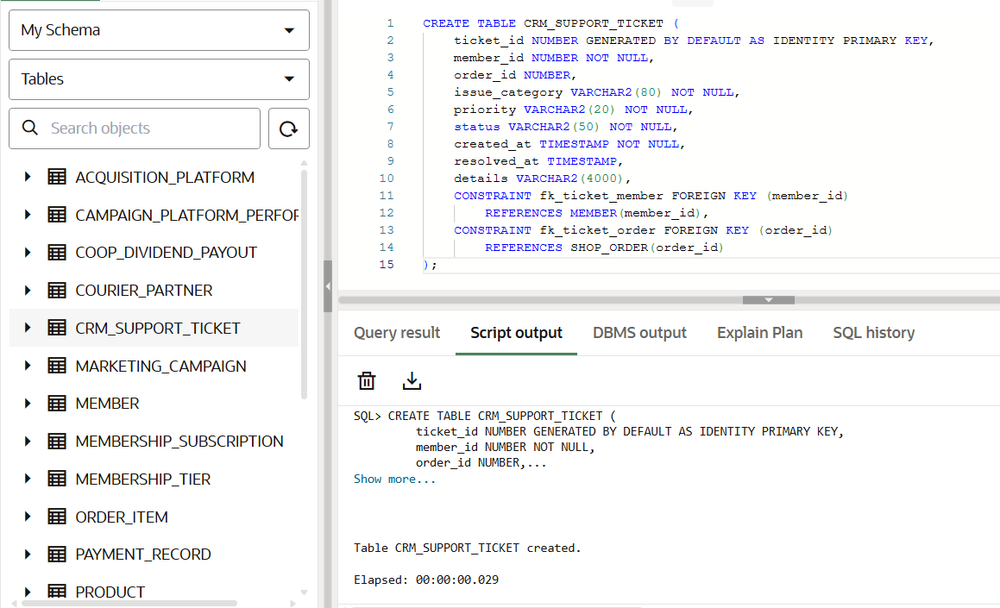 My Schema
Tables
Search objects
ACQUISITION_PLATFORM
CAMPAIGN_PLATFORM_PERFOR
COOP_DIVIDEND_PAYOUT
COURIER_PARTNER
CRM_SUPPORT_TICKET
MARKETING_CAMPAIGN
MEMBER
MEMBERSHIP_SUBSCRIPTION
MEMBERSHIP_TIER
ORDER_ITEM
PAYMENT_RECORD
PRODUCT
1 CREATE TABLE CRM_SUPPORT_TICKET (
2 ticket_id NUMBER GENERATED BY DEFAULT AS IDENTITY PRIMARY KEY,
3 member_id NUMBER NOT NULL,
4 order_id NUMBER,
5 issue_category VARCHAR2(80) NOT NULL,
6 priority VARCHAR2(20) NOT NULL,
7 status VARCHAR2(50) NOT NULL,
8 created_at TIMESTAMP NOT NULL,
9 resolved_at TIMESTAMP,
10 details VARCHAR2(4000),
11 CONSTRAINT fk_ticket_member FOREIGN KEY (member_id)
12 REFERENCES MEMBER(member_id),
13 CONSTRAINT fk_ticket_order FOREIGN KEY (order_id)
14 REFERENCES SHOP_ORDER(order_id)
15 );
Query result Script output DBMS output Explain Plan SQL history
SQL> CREATE TABLE CRM_SUPPORT_TICKET (
ticket_id NUMBER GENERATED BY DEFAULT AS IDENTITY PRIMARY KEY,
member_id NUMBER NOT NULL,
order_id NUMBER,...
Show more...
Table CRM_SUPPORT_TICKET created.
Elapsed: 00:00:00.029